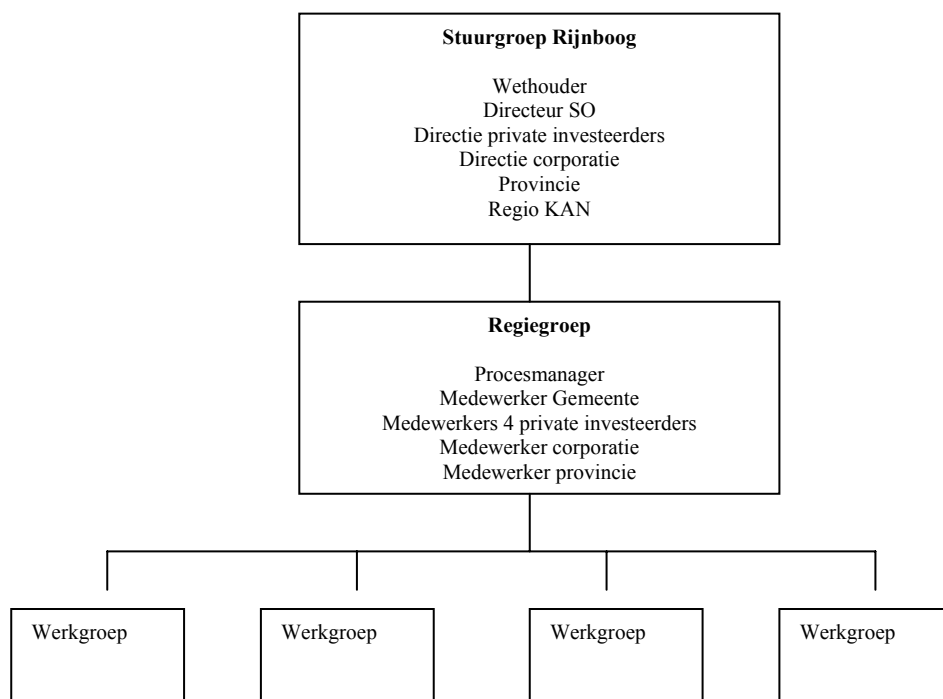 Stuurgroep Rijnboog
Wethouder
Directeur SO
Directie private investeerders
Directie corporatie
Provincie
Regio KAN
Regiegroep
Procesmanager
Medewerker Gemeente
Medewerkers 4 private investeerders
Medewerker corporatie
Medewerker provincie
Werkgroep
Werkgroep
Werkgroep
Werkgroep